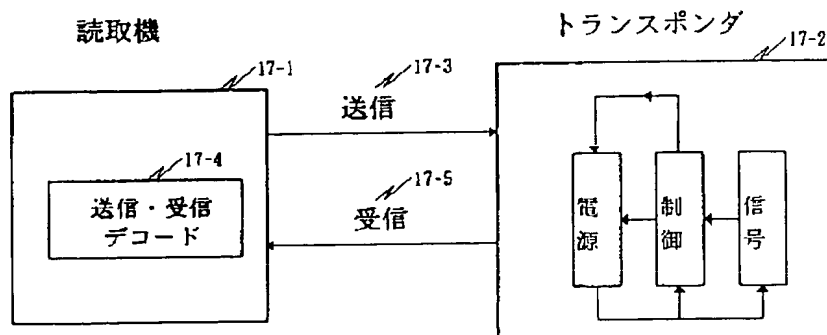 読取機
トランスポンダ
17-1
17-3
17-2
送信
17-4
送信・受信
デコード
17-5
受信
電源
制御
信号